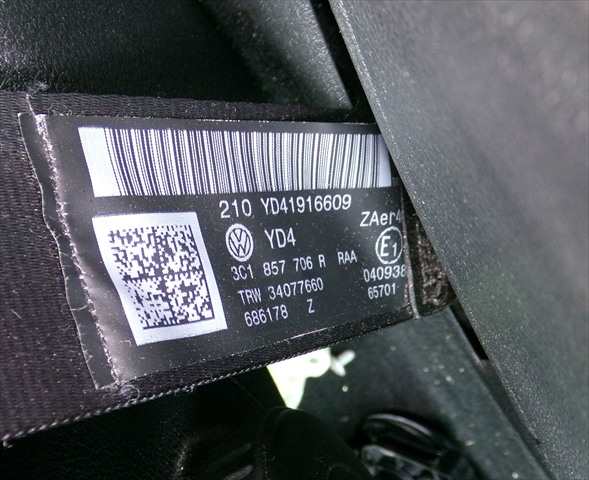 210 YD41916609
YD4
ZAer4
3C1 857 706 R RAA
E1
TRW 34077660
040938
686178 Z
65701